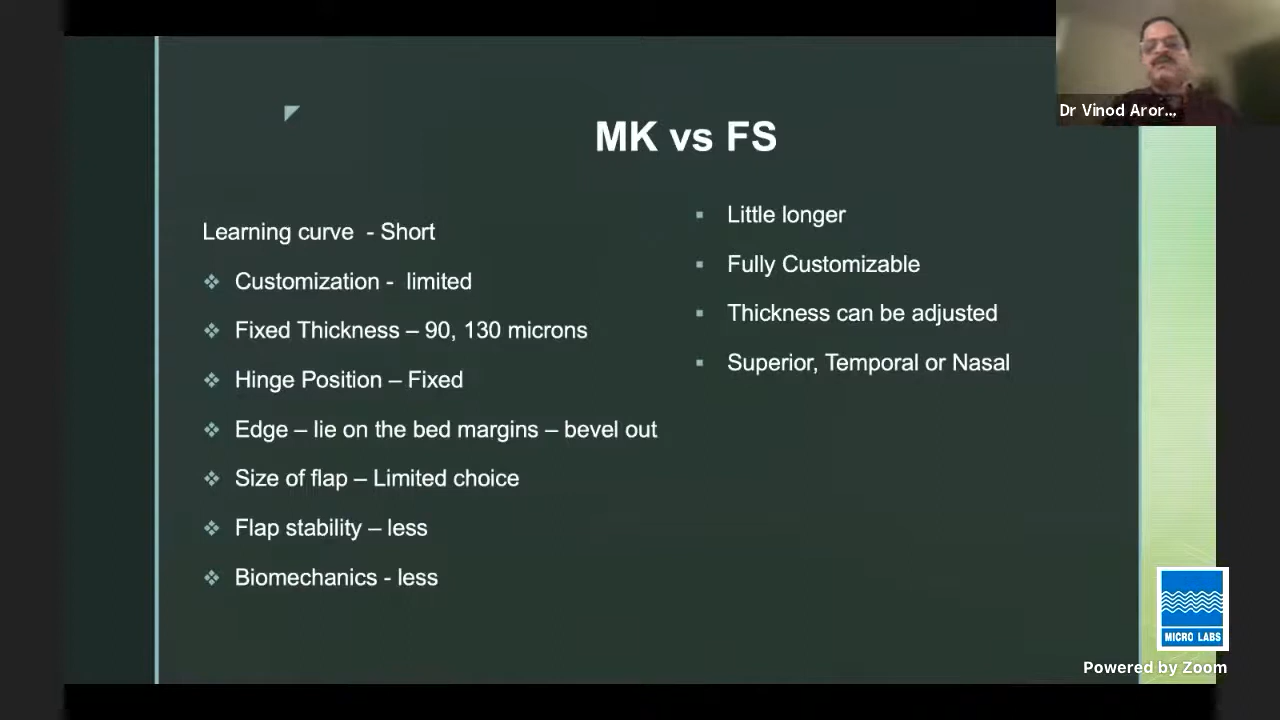 Dr Vinod Aror...
MK vs FS
Learning curve - Short
❖ Customization - limited
❖ Fixed Thickness – 90, 130 microns
❖ Hinge Position – Fixed
❖ Edge – lie on the bed margins – bevel out
❖ Size of flap – Limited choice
❖ Flap stability – less
❖ Biomechanics - less
▪ Little longer
▪ Fully Customizable
▪ Thickness can be adjusted
▪ Superior, Temporal or Nasal
MICRO LABS
Powered by Zoom